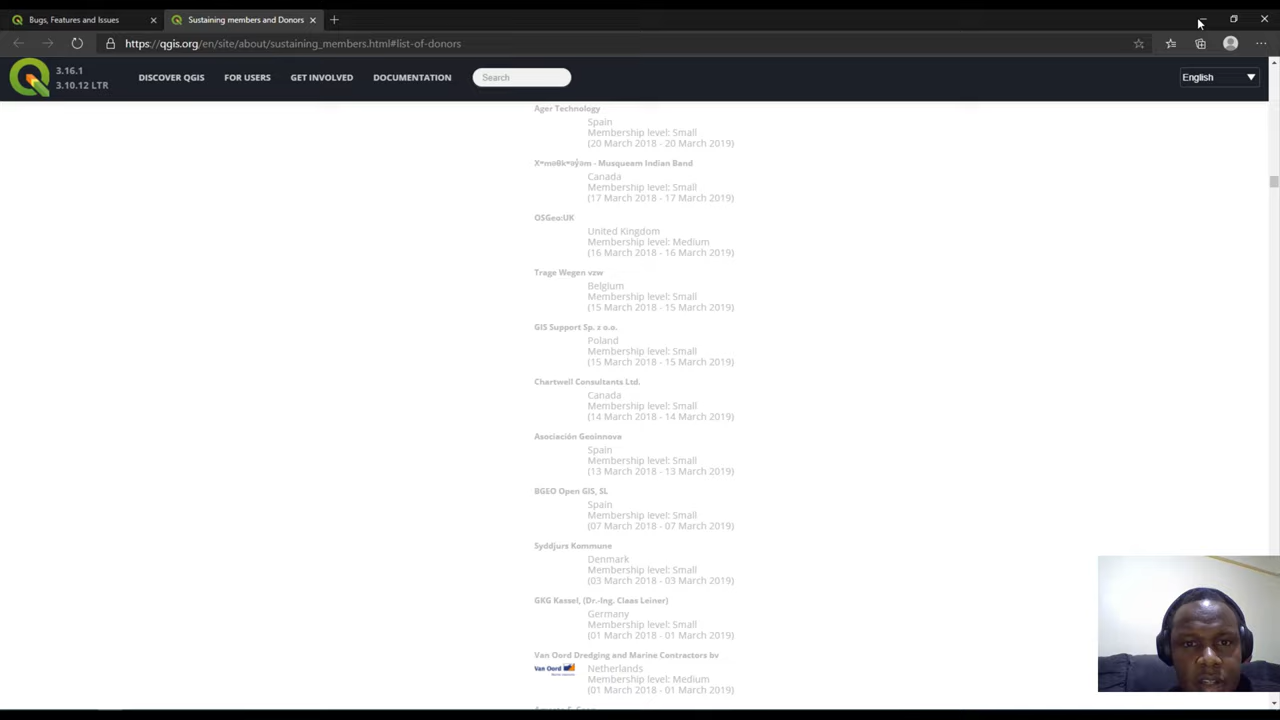 Bugs, Features and Issues
Sustaining members and Donors
https://qgis.org/en/site/about/sustaining_members.html#list-of-donors
3.16.1
3.10.12 LTR
DISCOVER QGIS
FOR USERS
GET INVOLVED
DOCUMENTATION
Search
English
Ager Technology
Spain
Membership level: Small
(20 March 2018 - 20 March 2019)
Xʷməθkʷəy̓əm - Musqueam Indian Band
Canada
Membership level: Small
(17 March 2018 - 17 March 2019)
OSGeo:UK
United Kingdom
Membership level: Medium
(16 March 2018 - 16 March 2019)
Trage Wegen vzw
Belgium
Membership level: Small
(15 March 2018 - 15 March 2019)
GIS Support Sp. z o.o.
Poland
Membership level: Small
(15 March 2018 - 15 March 2019)
Chartwell Consultants Ltd.
Canada
Membership level: Small
(14 March 2018 - 14 March 2019)
Asociación Geoinnova
Spain
Membership level: Small
(13 March 2018 - 13 March 2019)
BGEO Open GIS, SL
Spain
Membership level: Small
(07 March 2018 - 07 March 2019)
Syddjurs Kommune
Denmark
Membership level: Small
(03 March 2018 - 03 March 2019)
GKG Kassel, (Dr.-Ing. Claas Leiner)
Germany
Membership level: Small
(01 March 2018 - 01 March 2019)
Van Oord Dredging and Marine Contractors bv
Van Oord
Netherlands
Membership level: Medium
(01 March 2018 - 01 March 2019)